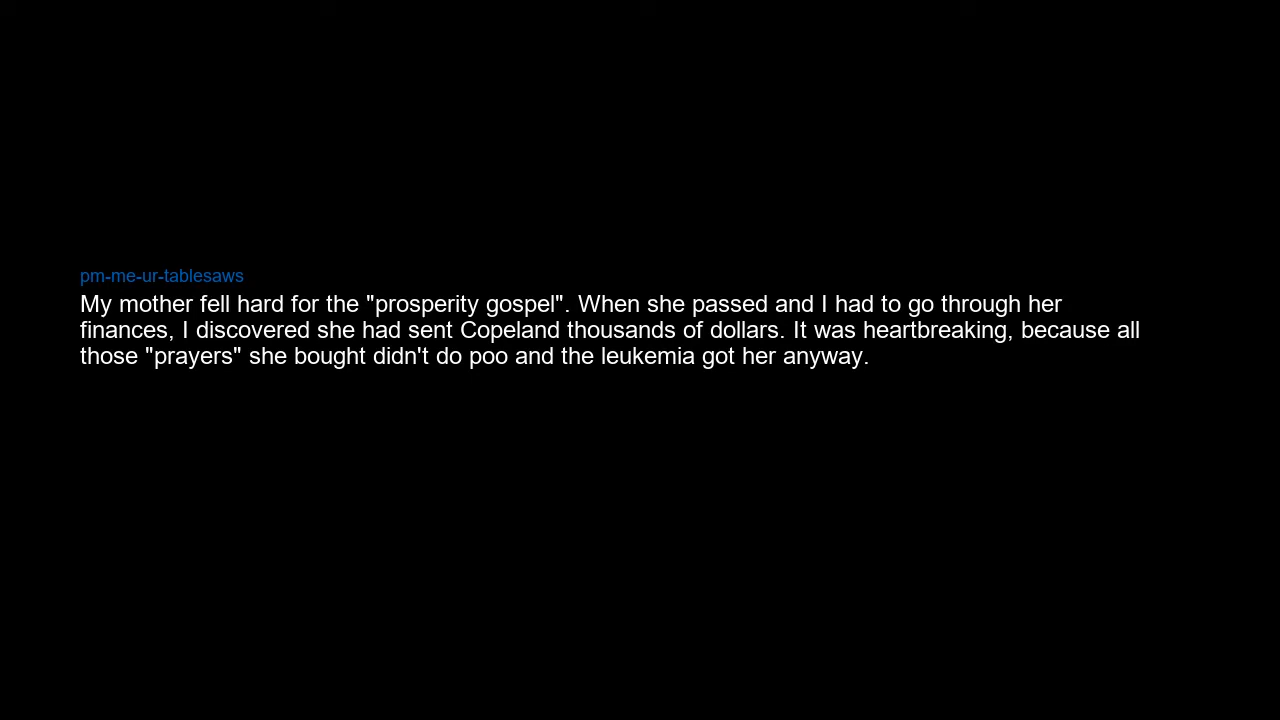 pm-me-ur-tablesaws
My mother fell hard for the "prosperity gospel". When she passed and I had to go through her
finances, I discovered she had sent Copeland thousands of dollars. It was heartbreaking, because all
those "prayers" she bought didn't do poo and the leukemia got her anyway.